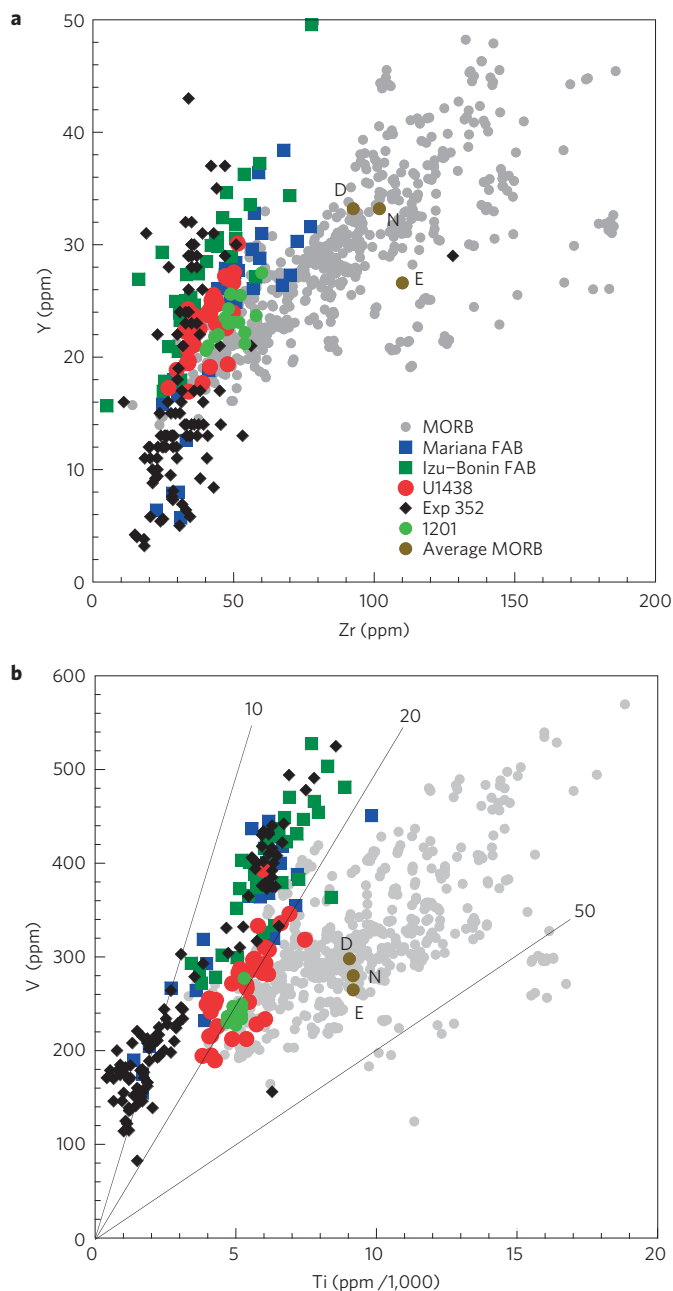 a
50
40
30
20
10
0
Y (ppm)
D
N
E
MORB
Mariana FAB
Izu–Bonin FAB
U1438
Exp 352
1201
Average MORB
0
50
100
150
200
Zr (ppm)
b
600
500
400
300
200
100
0
V (ppm)
10
20
50
D
N
E
0
5
10
15
20
Ti (ppm /1,000)